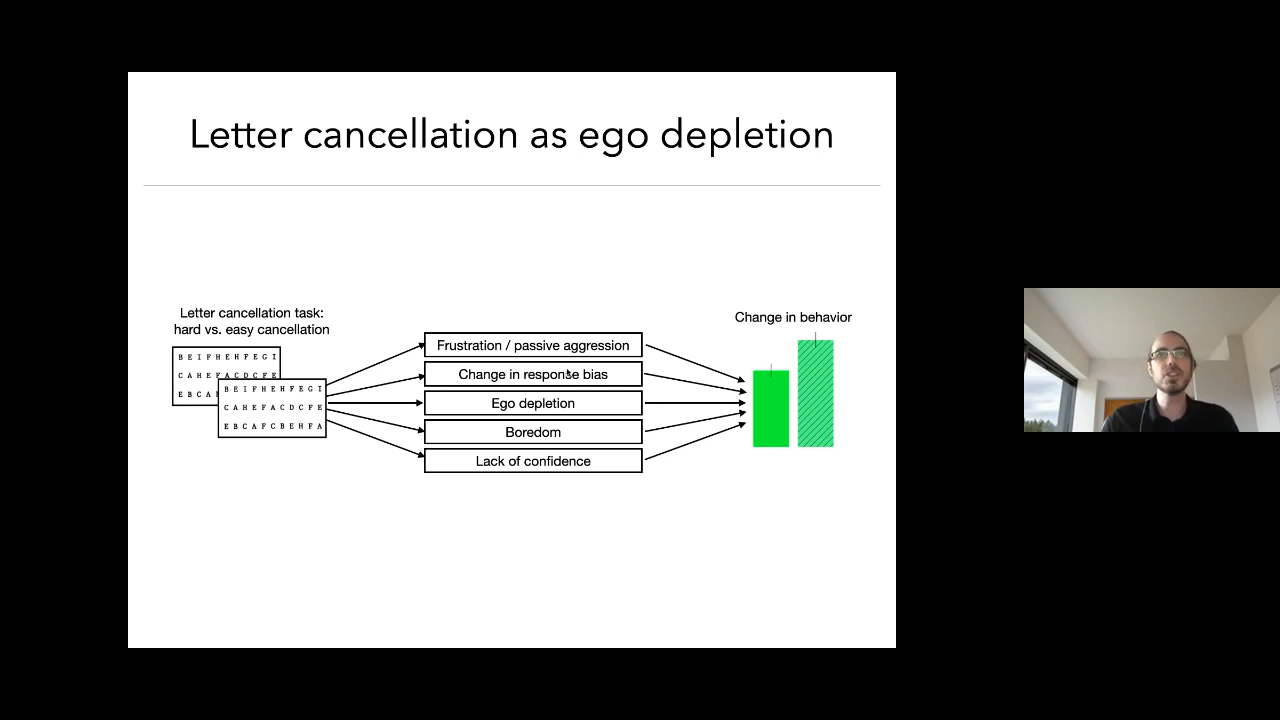 Letter cancellation as ego depletion
Letter cancellation task:
hard vs. easy cancellation
B E I F H E H F E G I
C A H E F A C D C F E
E B C A
B E I F H E H F E G I
C A H E F A C D C F E
E B C A F C B E H F A
Frustration / passive aggression
Change in response bias
Ego depletion
Boredom
Lack of confidence
Change in behavior